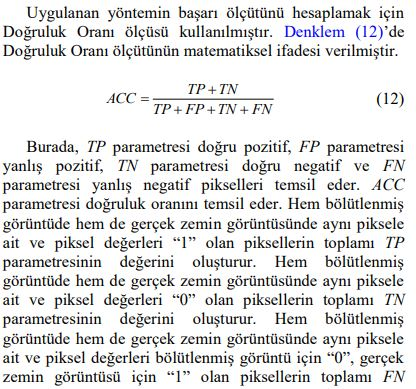 Uygulanan yöntemin başarı ölçütünü hesaplamak için
Doğruluk Oranı ölçüsü kullanılmıştır. Denklem (12)’de
Doğruluk Oranı ölçütünün matematiksel ifadesi verilmiştir.
ACC = TP + TN / TP + FP + TN + FN (12)
Burada, TP parametresi doğru pozitif, FP parametresi
yanlış pozitif, TN parametresi doğru negatif ve FN
parametresi yanlış negatif pikselleri temsil eder. ACC
parametresi doğruluk oranını temsil eder. Hem bölütlenmiş
görüntüde hem de gerçek zemin görüntüsünde aynı piksele
ait ve piksel değerleri “1” olan piksellerin toplamı TP
parametresinin değerini oluşturur. Hem bölütlenmiş
görüntüde hem de gerçek zemin görüntüsünde aynı piksele
ait ve piksel değerleri “0” olan piksellerin toplamı TN
parametresinin değerini oluşturur. Hem bölütlenmiş
görüntüde hem de gerçek zemin görüntüsünde aynı piksele
ait ve piksel değerleri bölütlenmiş görüntü için “0”, gerçek
zemin görüntüsü için “1” olan piksellerin toplamı FN